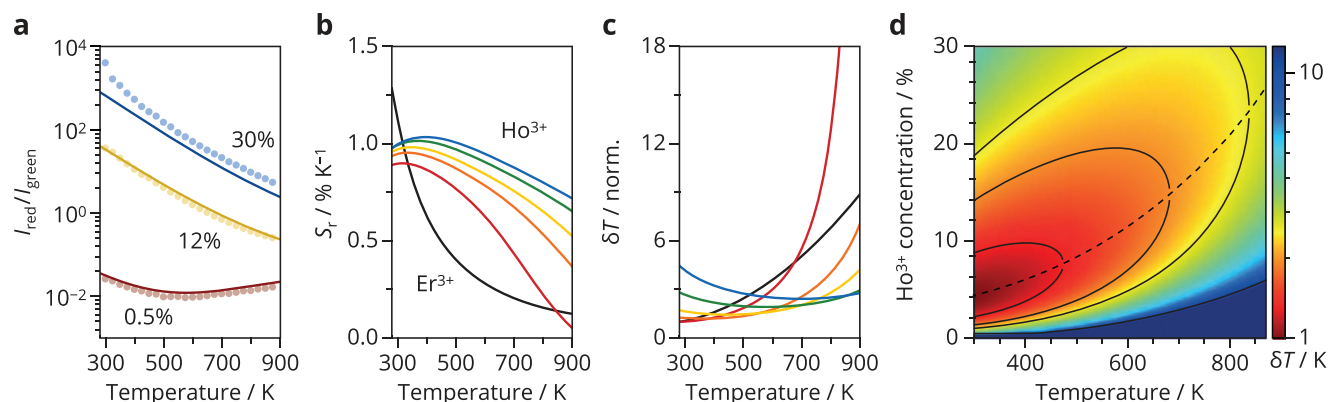 a
10⁴
10²
10⁰
10⁻²
I_red/I_green
30%
12%
0.5%
300 500 700 900
Temperature / K
b
1.5
1.0
0.5
0.0
S_r / % K⁻¹
Ho³⁺
Er³⁺
300 500 700 900
Temperature / K
c
18
12
6
0
δT / norm.
300 500 700 900
Temperature / K
d
30
20
10
0
Ho³⁺ concentration / %
400 600 800
Temperature / K
10
1
δT / K